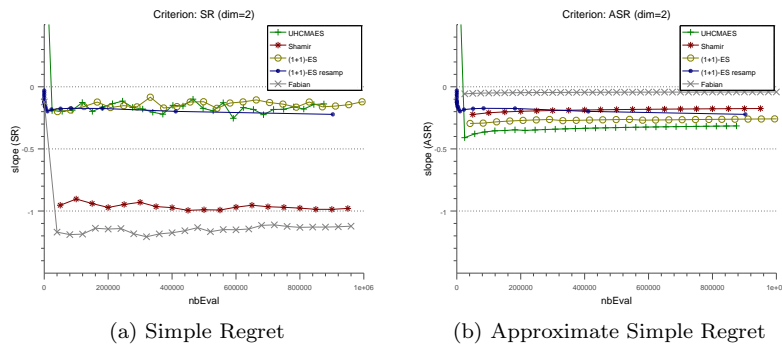 Criterion: SR (dim=2)
UHCMAES
Shamir
(1+1)-ES
(1+1)-ES resamp
Fabian
0
-0.5
-1
slope (SR)
0
200000
400000
600000
800000
1e+06
nbEval
(a) Simple Regret
Criterion: ASR (dim=2)
UHCMAES
Shamir
(1+1)-ES
(1+1)-ES resamp
Fabian
0
-0.5
-1
slope (ASR)
0
200000
400000
600000
800000
1e+0
nbEval
(b) Approximate Simple Regret